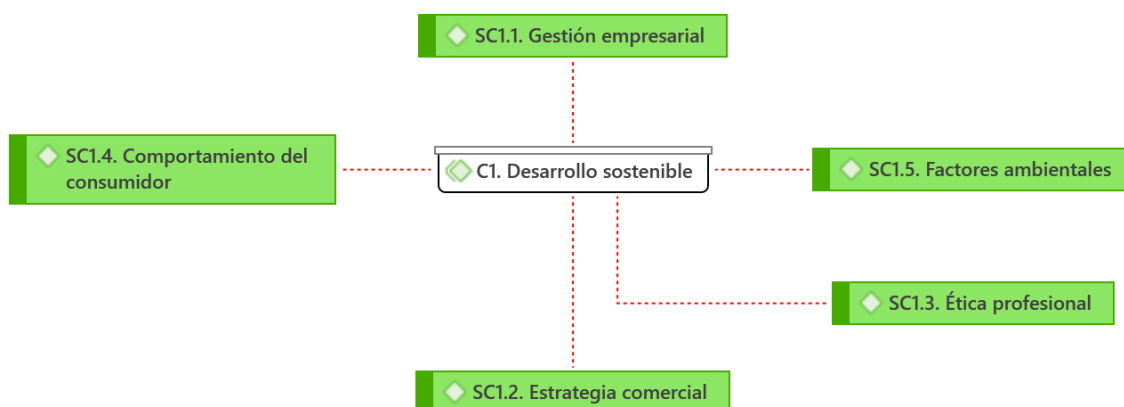 SC1.1. Gestión empresarial
SC1.4. Comportamiento del
consumidor
C1. Desarrollo sostenible
SC1.5. Factores ambientales
SC1.3. Ética profesional
SC1.2. Estrategia comercial